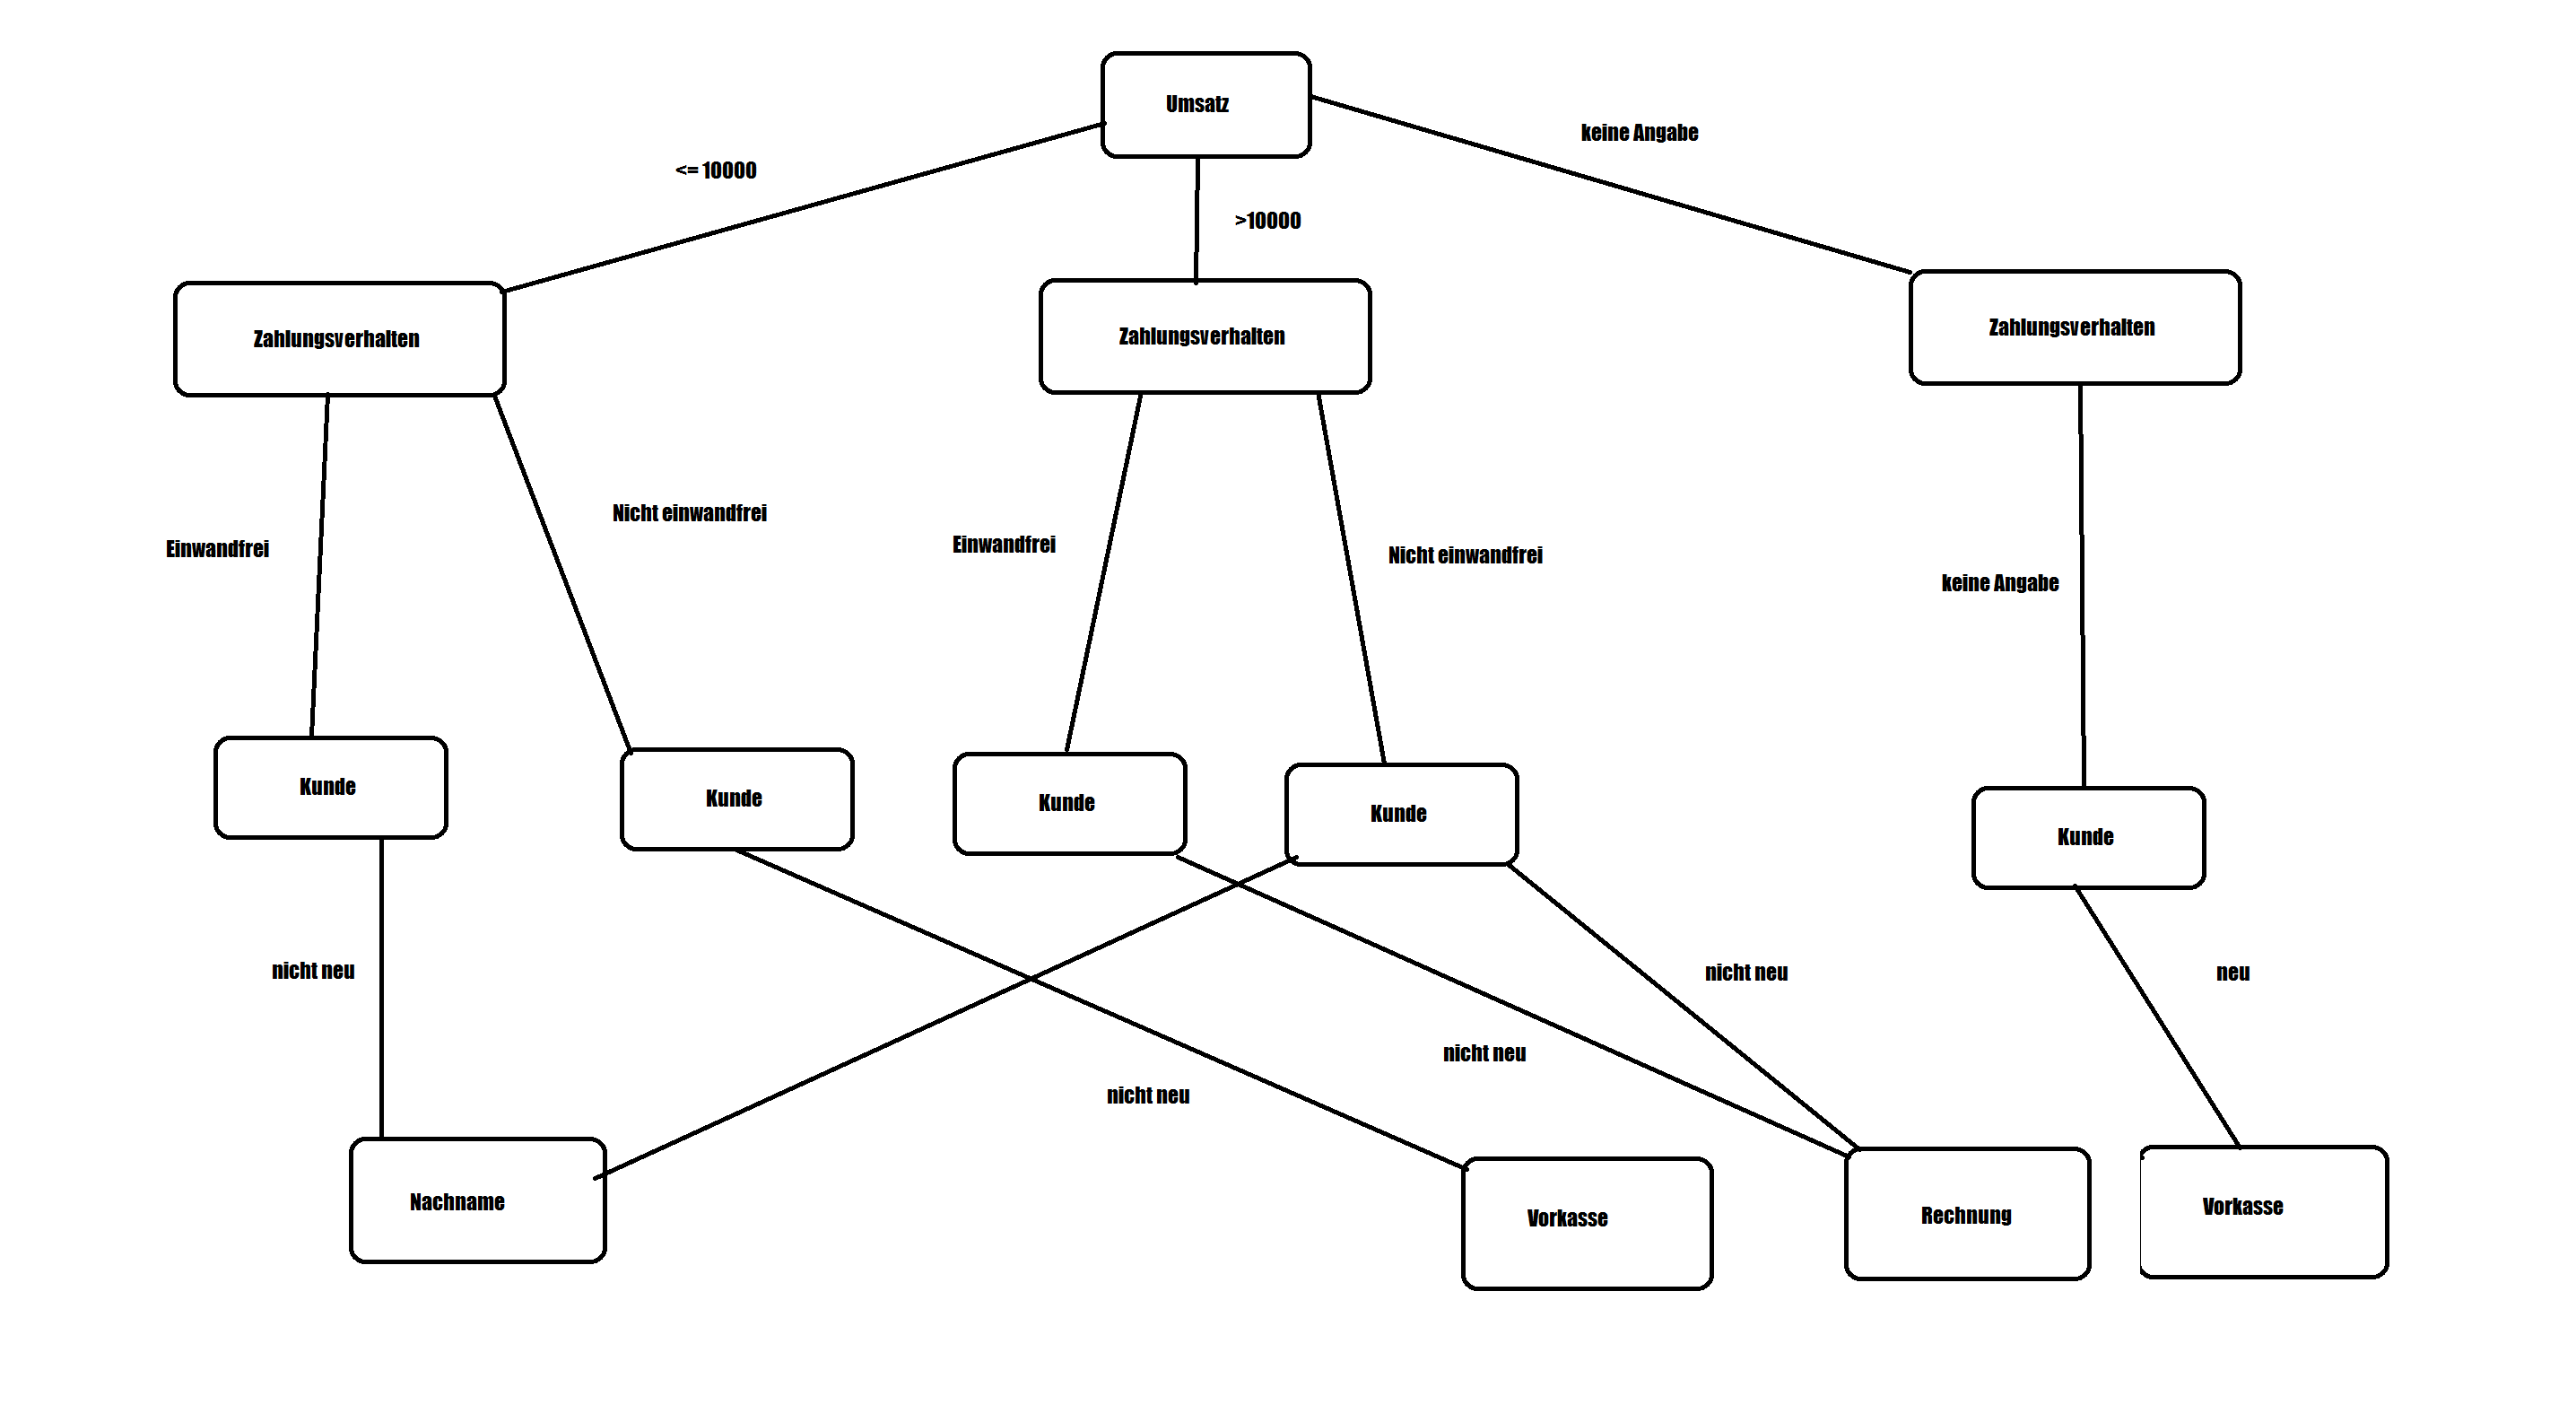 Umsatz
keine Angabe
<= 10000
>10000
Zahlungsverhalten
Zahlungsverhalten
Zahlungsverhalten
Einwandfrei
Nicht einwandfrei
Einwandfrei
Nicht einwandfrei
keine Angabe
Kunde
Kunde
Kunde
Kunde
Kunde
nicht neu
nicht neu
nicht neu
nicht neu
neu
Nachname
Vorkasse
Rechnung
Vorkasse